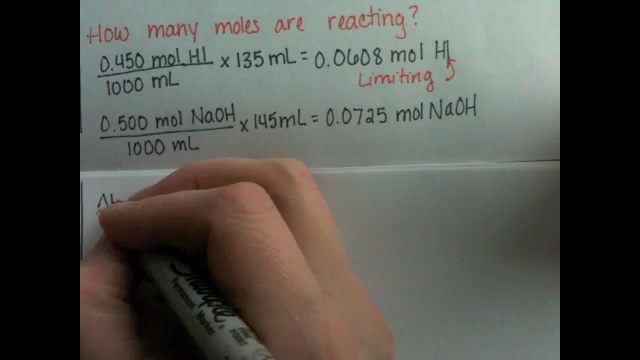 How many moles are reacting?
0.450 mol HI
1000 mL
x 135 mL = 0.0608 mol HI
Limiting
0.500 mol NaOH
1000 mL
x 145 mL = 0.0725 mol NaOH
Sharpie